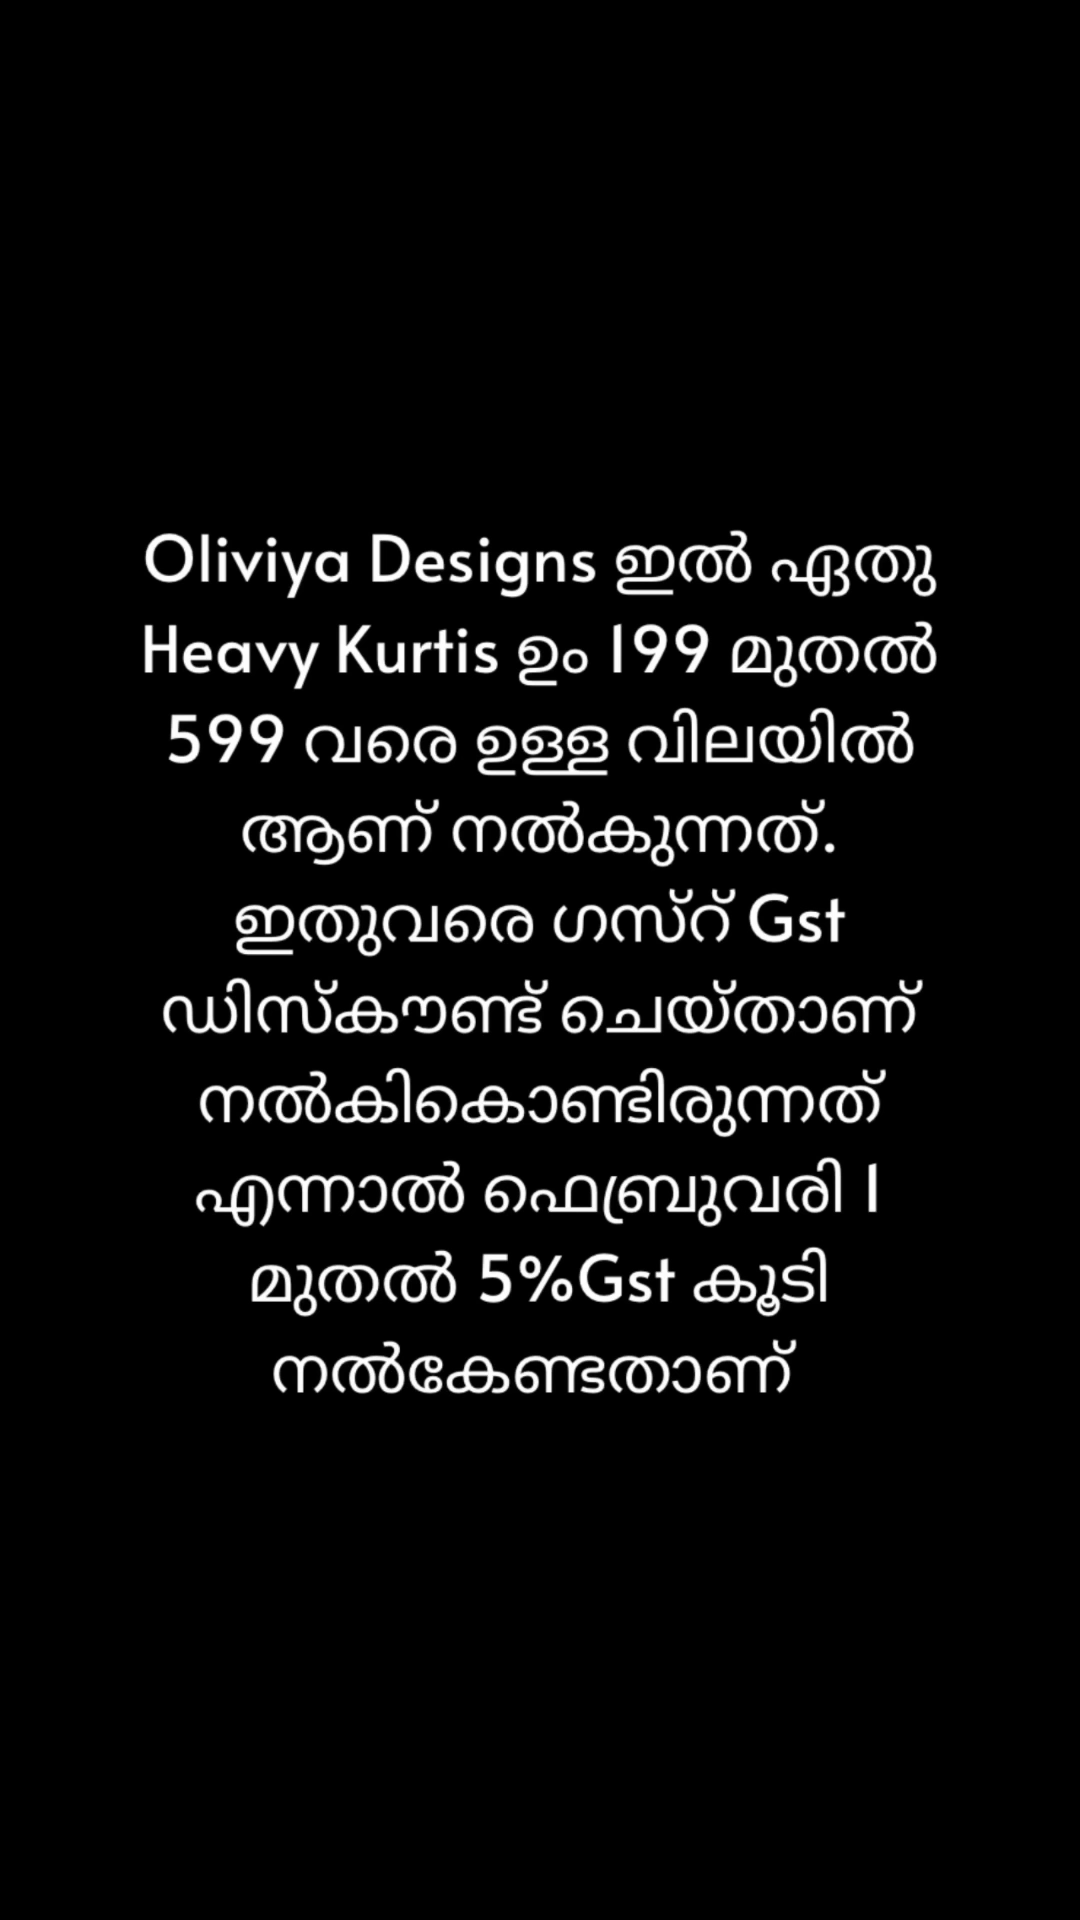 Oliviya Designs ഇൽ ഏതു
Heavy Kurtis ഉം 199 മുതൽ
599 വരെ ഉള്ള വിലയിൽ
ആണ് നൽകുന്നത്.
ഇതുവരെ ഗസ്റ് Gst
ഡിസ്കൗണ്ട് ചെയ്താണ്
നൽകികൊണ്ടിരുന്നത്
എന്നാൽ ഫെബ്രുവരി 1
മുതൽ 5%Gst കൂടി
നൽകേണ്ടതാണ്